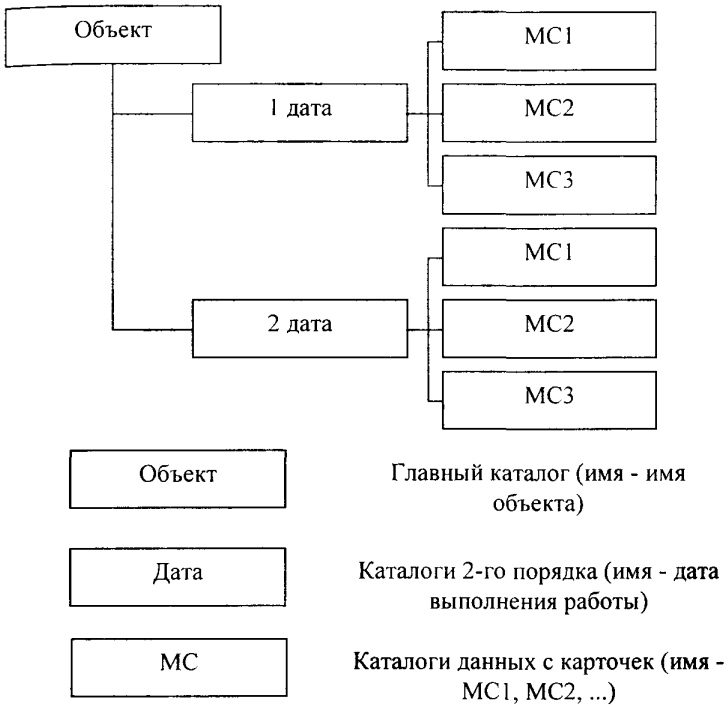 Объект
1 дата
МС1
МС2
МС3
2 дата
МС1
МС2
МС3
Объект
Главный каталог (имя - имя
объекта)
Дата
Каталоги 2-го порядка (имя - дата
выполнения работы)
МС
Каталоги данных с карточек (имя -
МС1, МС2, ...)